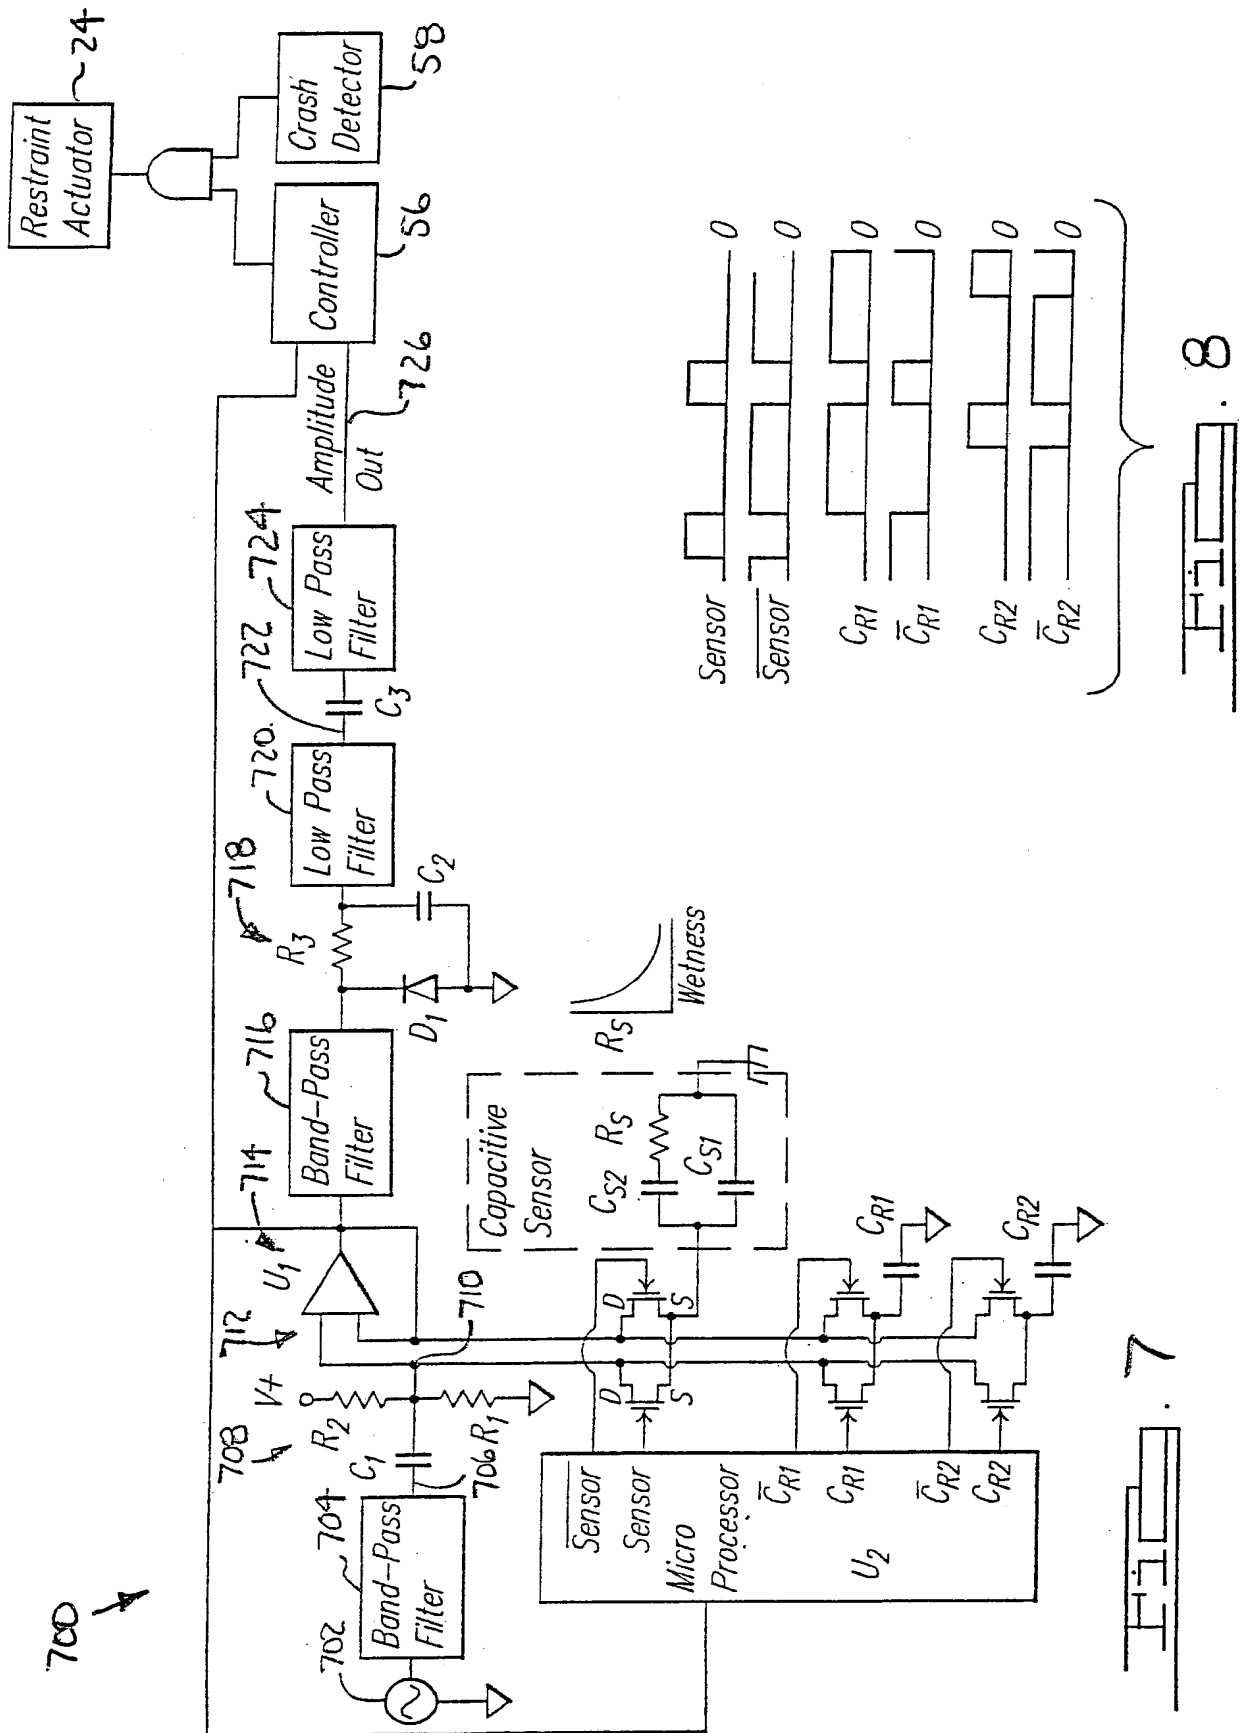 700
702
704
Band-Pass
Filter
706
C1
708
R2
V+
R1
710
712
U1
714
716
Band-Pass
Filter
D1
R3
718
C2
720
Low Pass
Filter
722
C3
724
Low Pass
Filter
Amplitude
Out
726
Controller
56
Crash
Detector
58
Restraint
Actuator
24
Sensor
Sensor
Micro
Processor
C̅R1
CR1
U2
C̅R2
CR2
D
S
D
S
Capacitive
Sensor
CS2
RS
CS1
CR1
CR2
RS
Wetness
Fig. 7
Sensor 0
Sensor 0
CR1 0
C̅R1 0
CR2 0
C̅R2 0
Fig. 8